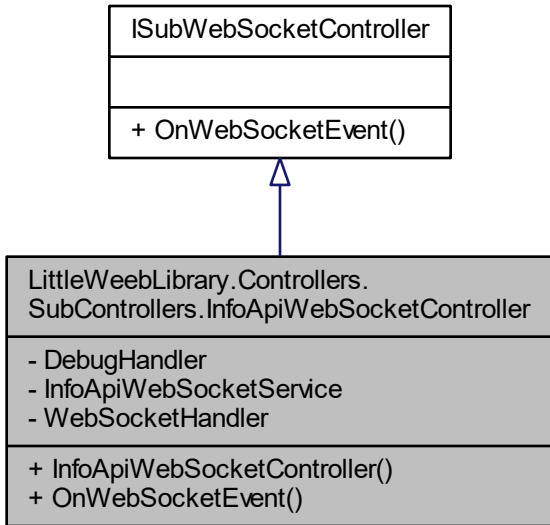 ISubWebSocketController
+ OnWebSocketEvent()
LittleWeebLibrary.Controllers.
SubControllers.InfoApiWebSocketController
- DebugHandler
- InfoApiWebSocketService
- WebSocketHandler
+ InfoApiWebSocketController()
+ OnWebSocketEvent()